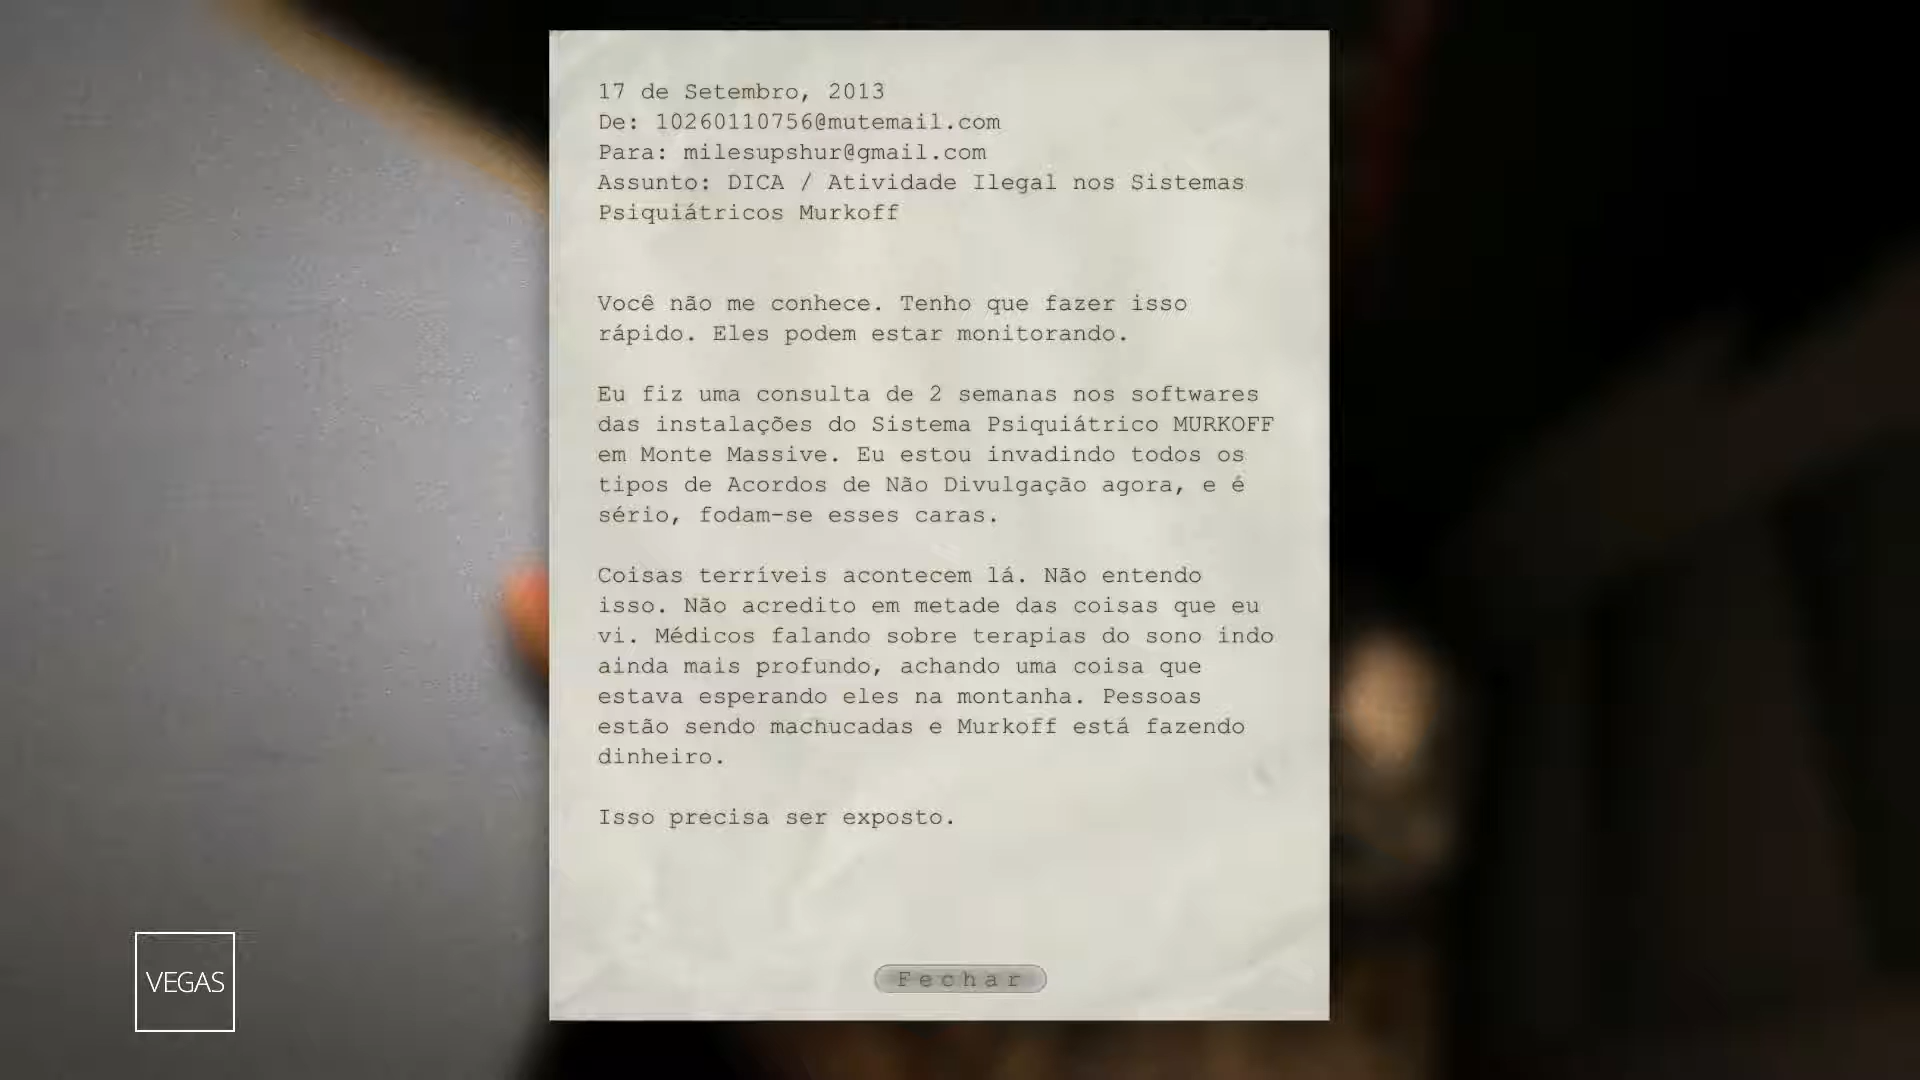 17 de Setembro, 2013
De: 10260110756@mutemail.com
Para: milesupshur@gmail.com
Assunto: DICA / Atividade Ilegal nos Sistemas
Psiquiátricos Murkoff
Você não me conhece. Tenho que fazer isso
rápido. Eles podem estar monitorando.
Eu fiz uma consulta de 2 semanas nos softwares
das instalações do Sistema Psiquiátrico MURKOFF
em Monte Massive. Eu estou invadindo todos os
tipos de Acordos de Não Divulgação agora, e é
sério, fodam-se esses caras.
Coisas terríveis acontecem lá. Não entendo
isso. Não acredito em metade das coisas que eu
vi. Médicos falando sobre terapias do sono indo
ainda mais profundo, achando uma coisa que
estava esperando eles na montanha. Pessoas
estão sendo machucadas e Murkoff está fazendo
dinheiro.
Isso precisa ser exposto.
Fechar
VEGAS